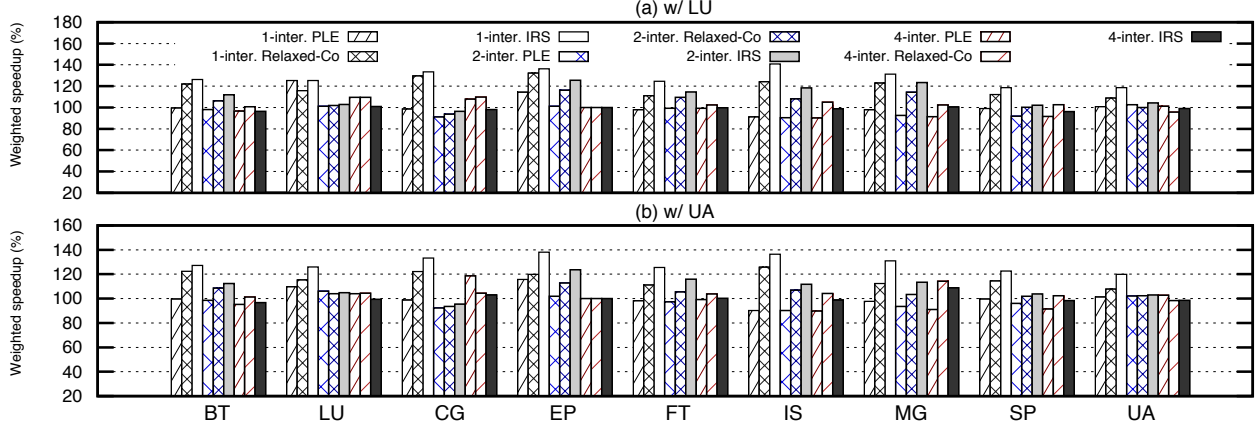 (a) w/ LU
Weighted speedup (%)
180
160
140
120
100
80
60
40
20
1-inter. PLE
1-inter. Relaxed-Co
1-inter. IRS
2-inter. PLE
2-inter. Relaxed-Co
2-inter. IRS
4-inter. PLE
4-inter. Relaxed-Co
4-inter. IRS
(b) w/ UA
Weighted speedup (%)
160
140
120
100
80
60
40
20
BT LU CG EP FT IS MG SP UA